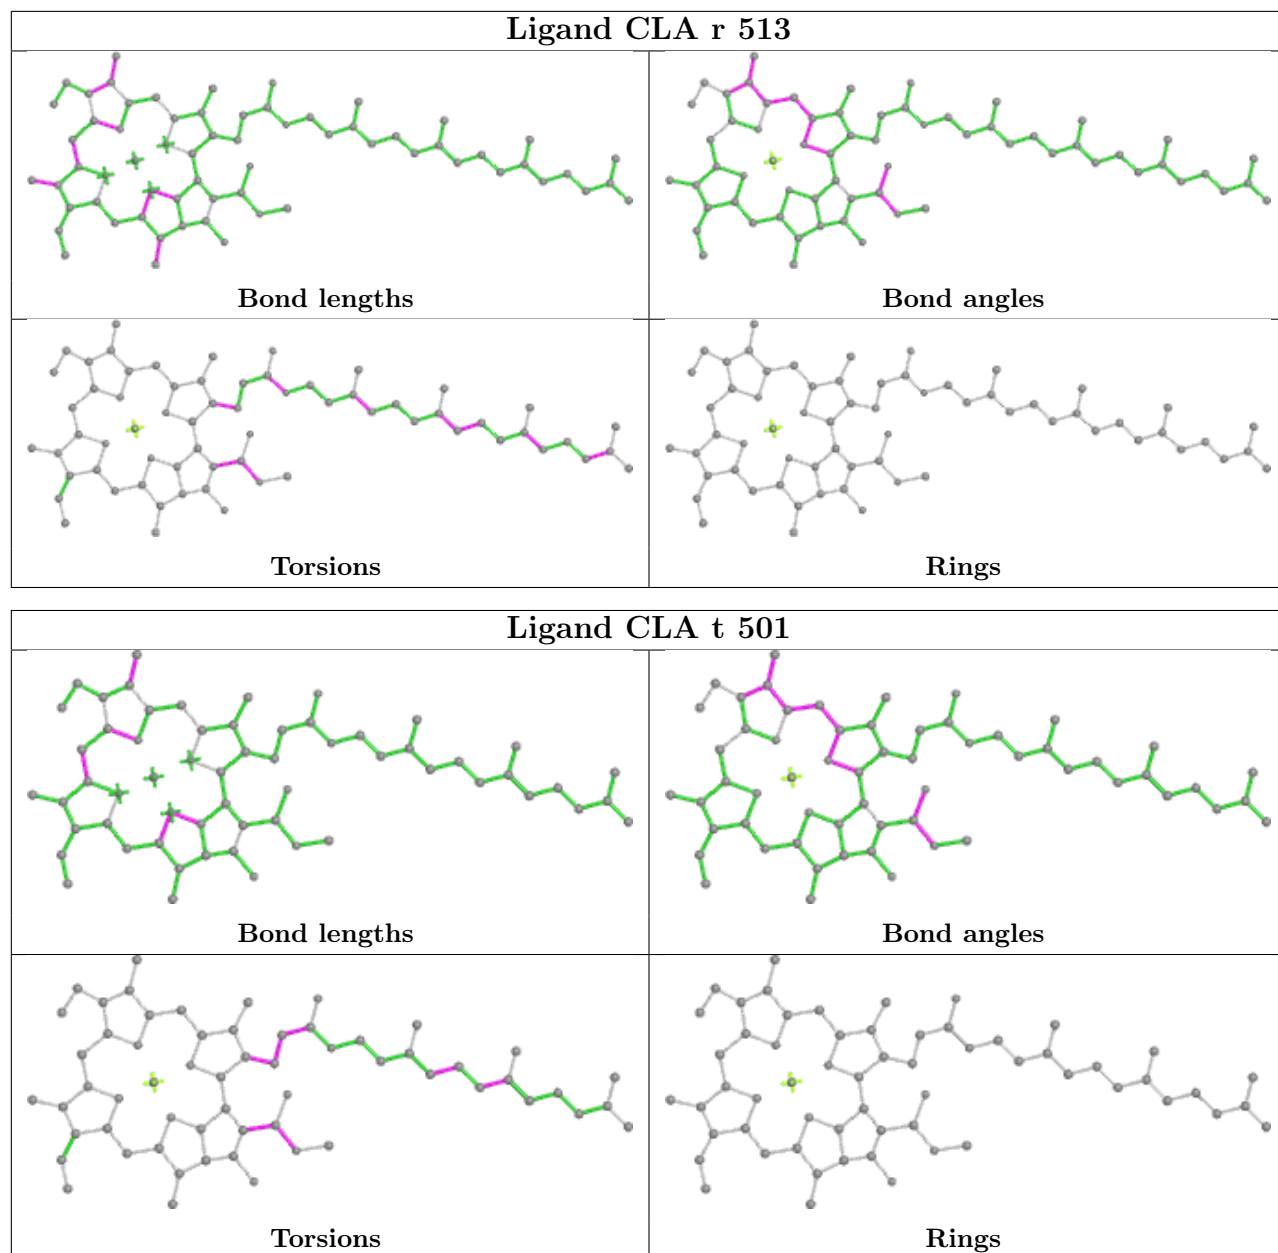 Ligand CLA r 513
Bond lengths
Bond angles
Torsions
Rings
Ligand CLA t 501
Bond lengths
Bond angles
Torsions
Rings